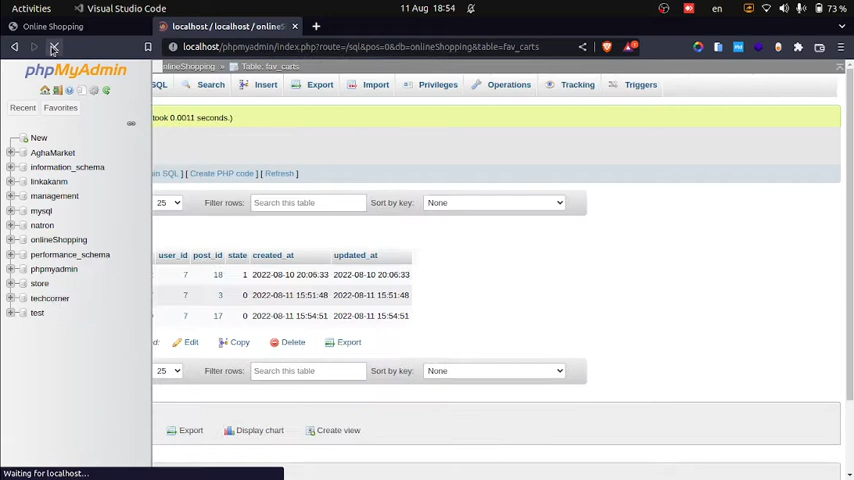 Activities Visual Studio Code 11 Aug 18:54 en 73 %
Online Shopping localhost / localhost / onlineS
localhost/phpmyadmin/index.php?route=/sql&pos=0&db=onlineShopping&table=fav_carts
phpMyAdmin
nlineShopping » Table: fav_carts
SQL Search Insert Export Import Privileges Operations Tracking Triggers
Recent Favorites
took 0.0011 seconds.)
New
AghaMarket
information_schema
linkakanm
management
mysql
natron
onlineShopping
performance_schema
phpmyadmin
store
techcorner
test
in SQL ] [ Create PHP code ] [ Refresh ]
25 Filter rows: Search this table Sort by key: None
user_id post_id state created_at updated_at
7 18 1 2022-08-10 20:06:33 2022-08-10 20:06:33
7 3 0 2022-08-11 15:51:48 2022-08-11 15:51:48
7 17 0 2022-08-11 15:54:51 2022-08-11 15:54:51
d: Edit Copy Delete Export
25 Filter rows: Search this table Sort by key: None
Export Display chart Create view
Waiting for localhost...